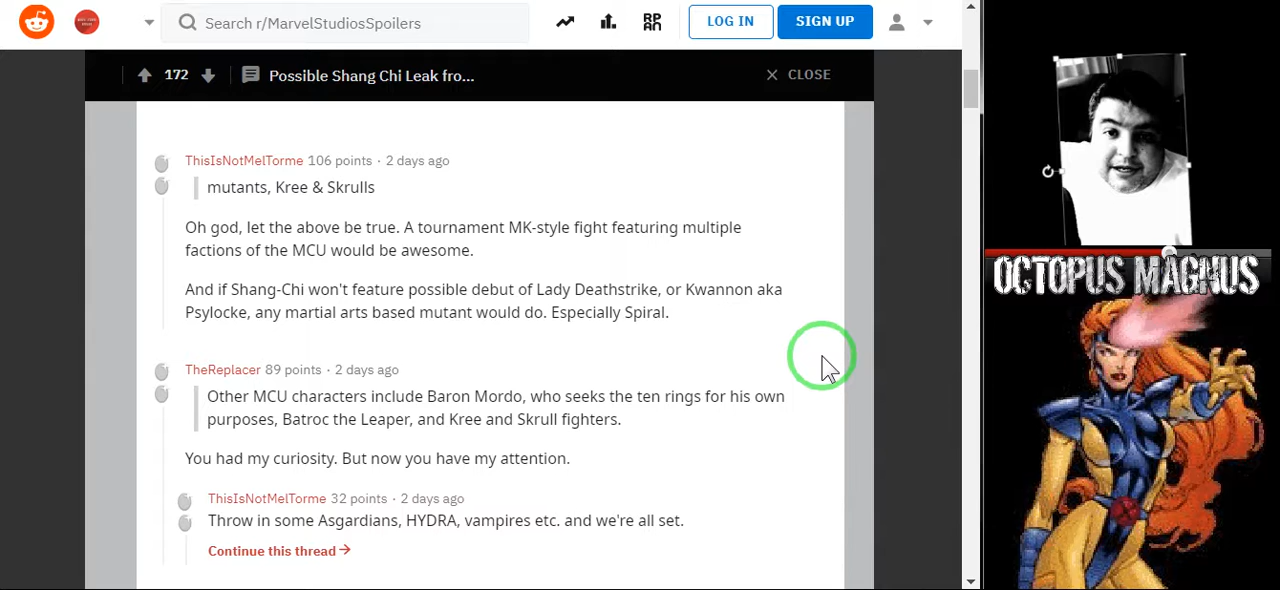 Search r/MarvelStudiosSpoilers
RP
AN
LOG IN
SIGN UP
172
Possible Shang Chi Leak fro...
CLOSE
ThisIsNotMelTorme 106 points · 2 days ago
mutants, Kree & Skrulls
Oh god, let the above be true. A tournament MK-style fight featuring multiple
factions of the MCU would be awesome.
And if Shang-Chi won't feature possible debut of Lady Deathstrike, or Kwannon aka
Psylocke, any martial arts based mutant would do. Especially Spiral.
TheReplacer 89 points · 2 days ago
Other MCU characters include Baron Mordo, who seeks the ten rings for his own
purposes, Batroc the Leaper, and Kree and Skrull fighters.
You had my curiosity. But now you have my attention.
ThisIsNotMelTorme 32 points · 2 days ago
Throw in some Asgardians, HYDRA, vampires etc. and we're all set.
Continue this thread
OCTOPUS MAGNUS